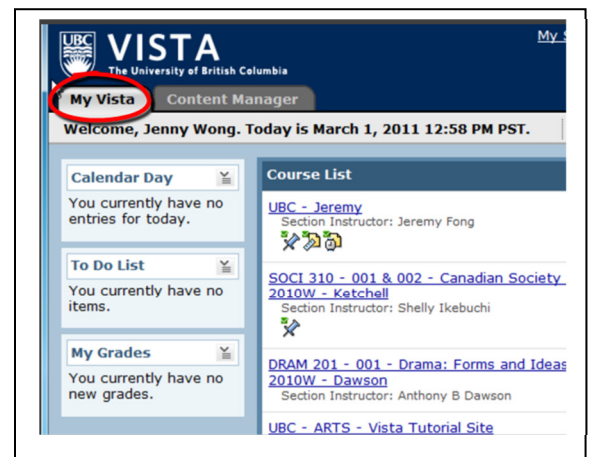 UBC
VISTA
The University of British Columbia
My
My Vista
Content Manager
Welcome, Jenny Wong. Today is March 1, 2011 12:58 PM PST.
Calendar Day
You currently have no
entries for today.
To Do List
You currently have no
items.
My Grades
You currently have no
new grades.
Course List
UBC - Jeremy
Section Instructor: Jeremy Fong
SOCI 310 - 001 & 002 - Canadian Society
2010W - Ketchell
Section Instructor: Shelly Ikebuchi
DRAM 201 - 001 - Drama: Forms and Ideas
2010W - Dawson
Section Instructor: Anthony B Dawson
UBC - ARTS - Vista Tutorial Site